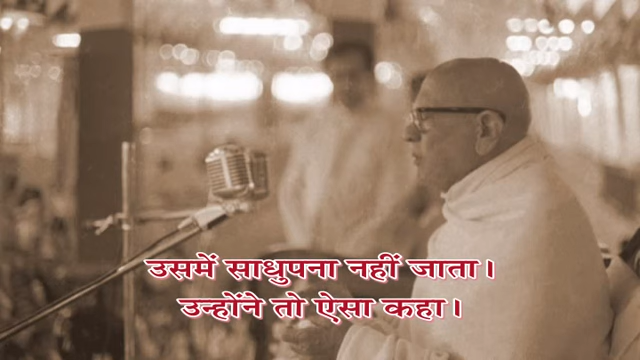 उसमें साधुपना नहीं जाता।
उन्होंने तो ऐसा कहा।